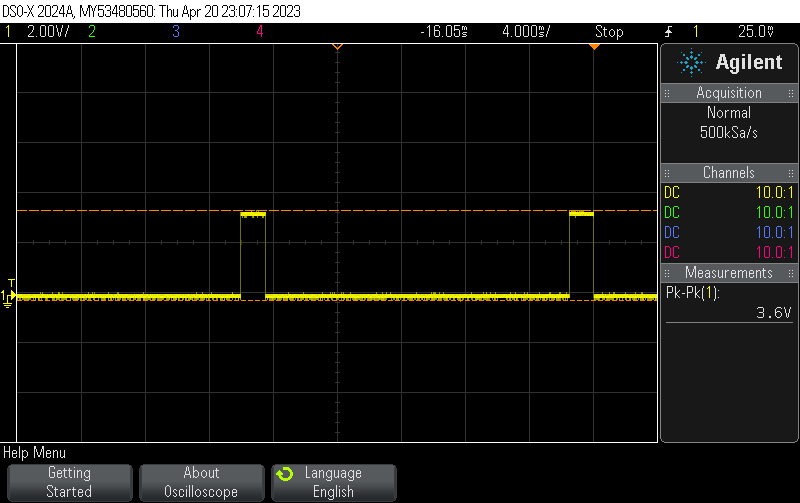 DSO-X 2024A, MY53480560: Thu Apr 20 23:07:15 2023
1 2.00V/ 2 3 4 -16.05ms 4.000ms/ Stop 1 25.0V
Agilent
Acquisition
Normal
500kSa/s
Channels
DC 10.0:1
DC 10.0:1
DC 10.0:1
DC 10.0:1
Measurements
Pk-Pk(1):
3.6V
T
1
Help Menu
Getting
Started
About
Oscilloscope
Language
English